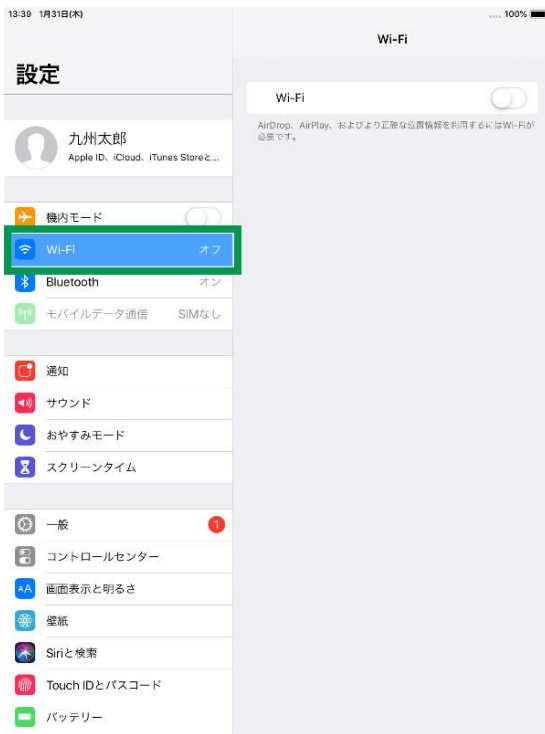 13:39 1月31日(木)
100%
設定
九州太郎
Apple ID、iCloud、iTunes Storeと...
機内モード
Wi-Fi オフ
Bluetooth オン
モバイルデータ通信 SIMなし
通知
サウンド
おやすみモード
スクリーンタイム
一般 1
コントロールセンター
AA 画面表示と明るさ
壁紙
Siriと検索
Touch IDとパスコード
バッテリー
Wi-Fi
Wi-Fi
AirDrop、AirPlay、およびより正確な位置情報を利用するにはWi-Fiが
必要です。